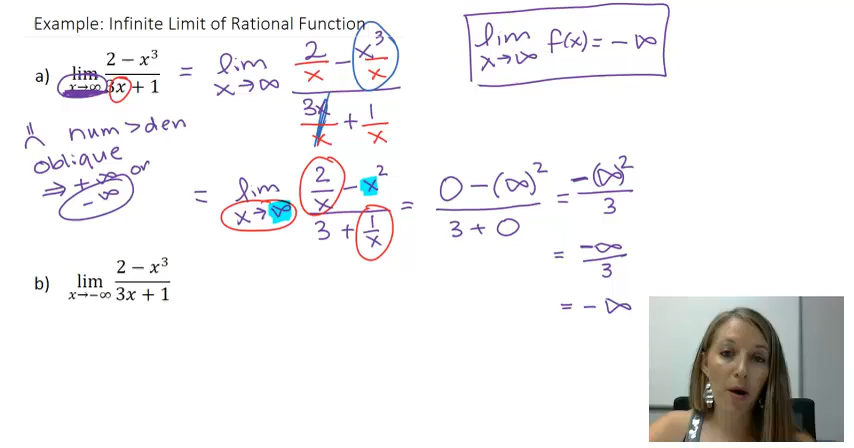 Example: Infinite Limit of Rational Function
lim x→∞ f(x) = -∞
a) lim x→∞ (2 − x³)/(3x + 1) = lim x→∞ (2/x − x³/x)/(3x/x + 1/x)
num > den
oblique
⇒ +∞ or
-∞
= lim x→∞ (2/x − x²)/(3 + 1/x) = (0 − (∞)²)/(3 + 0) = −(∞)²/3
= −∞/3
= −∞
b) lim x→−∞ (2 − x³)/(3x + 1)